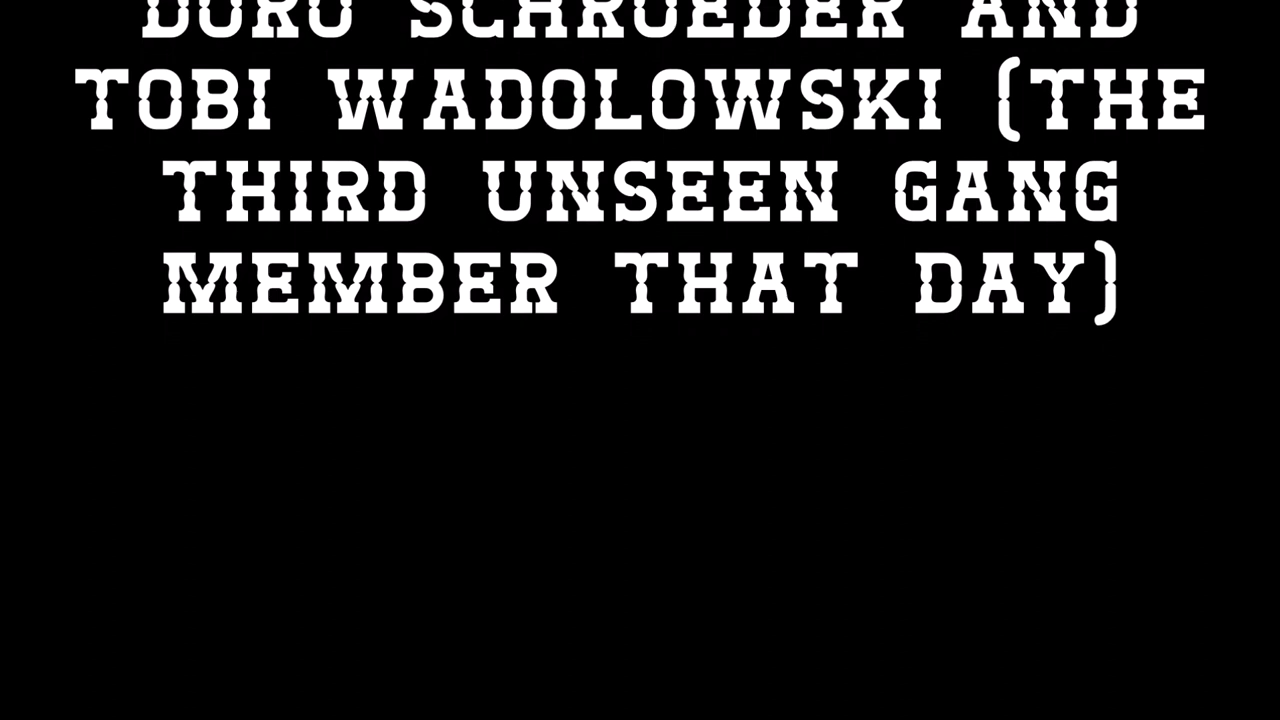 DORO SCHROEDER AND
TOBI WADOLOWSKI (THE
THIRD UNSEEN GANG
MEMBER THAT DAY)